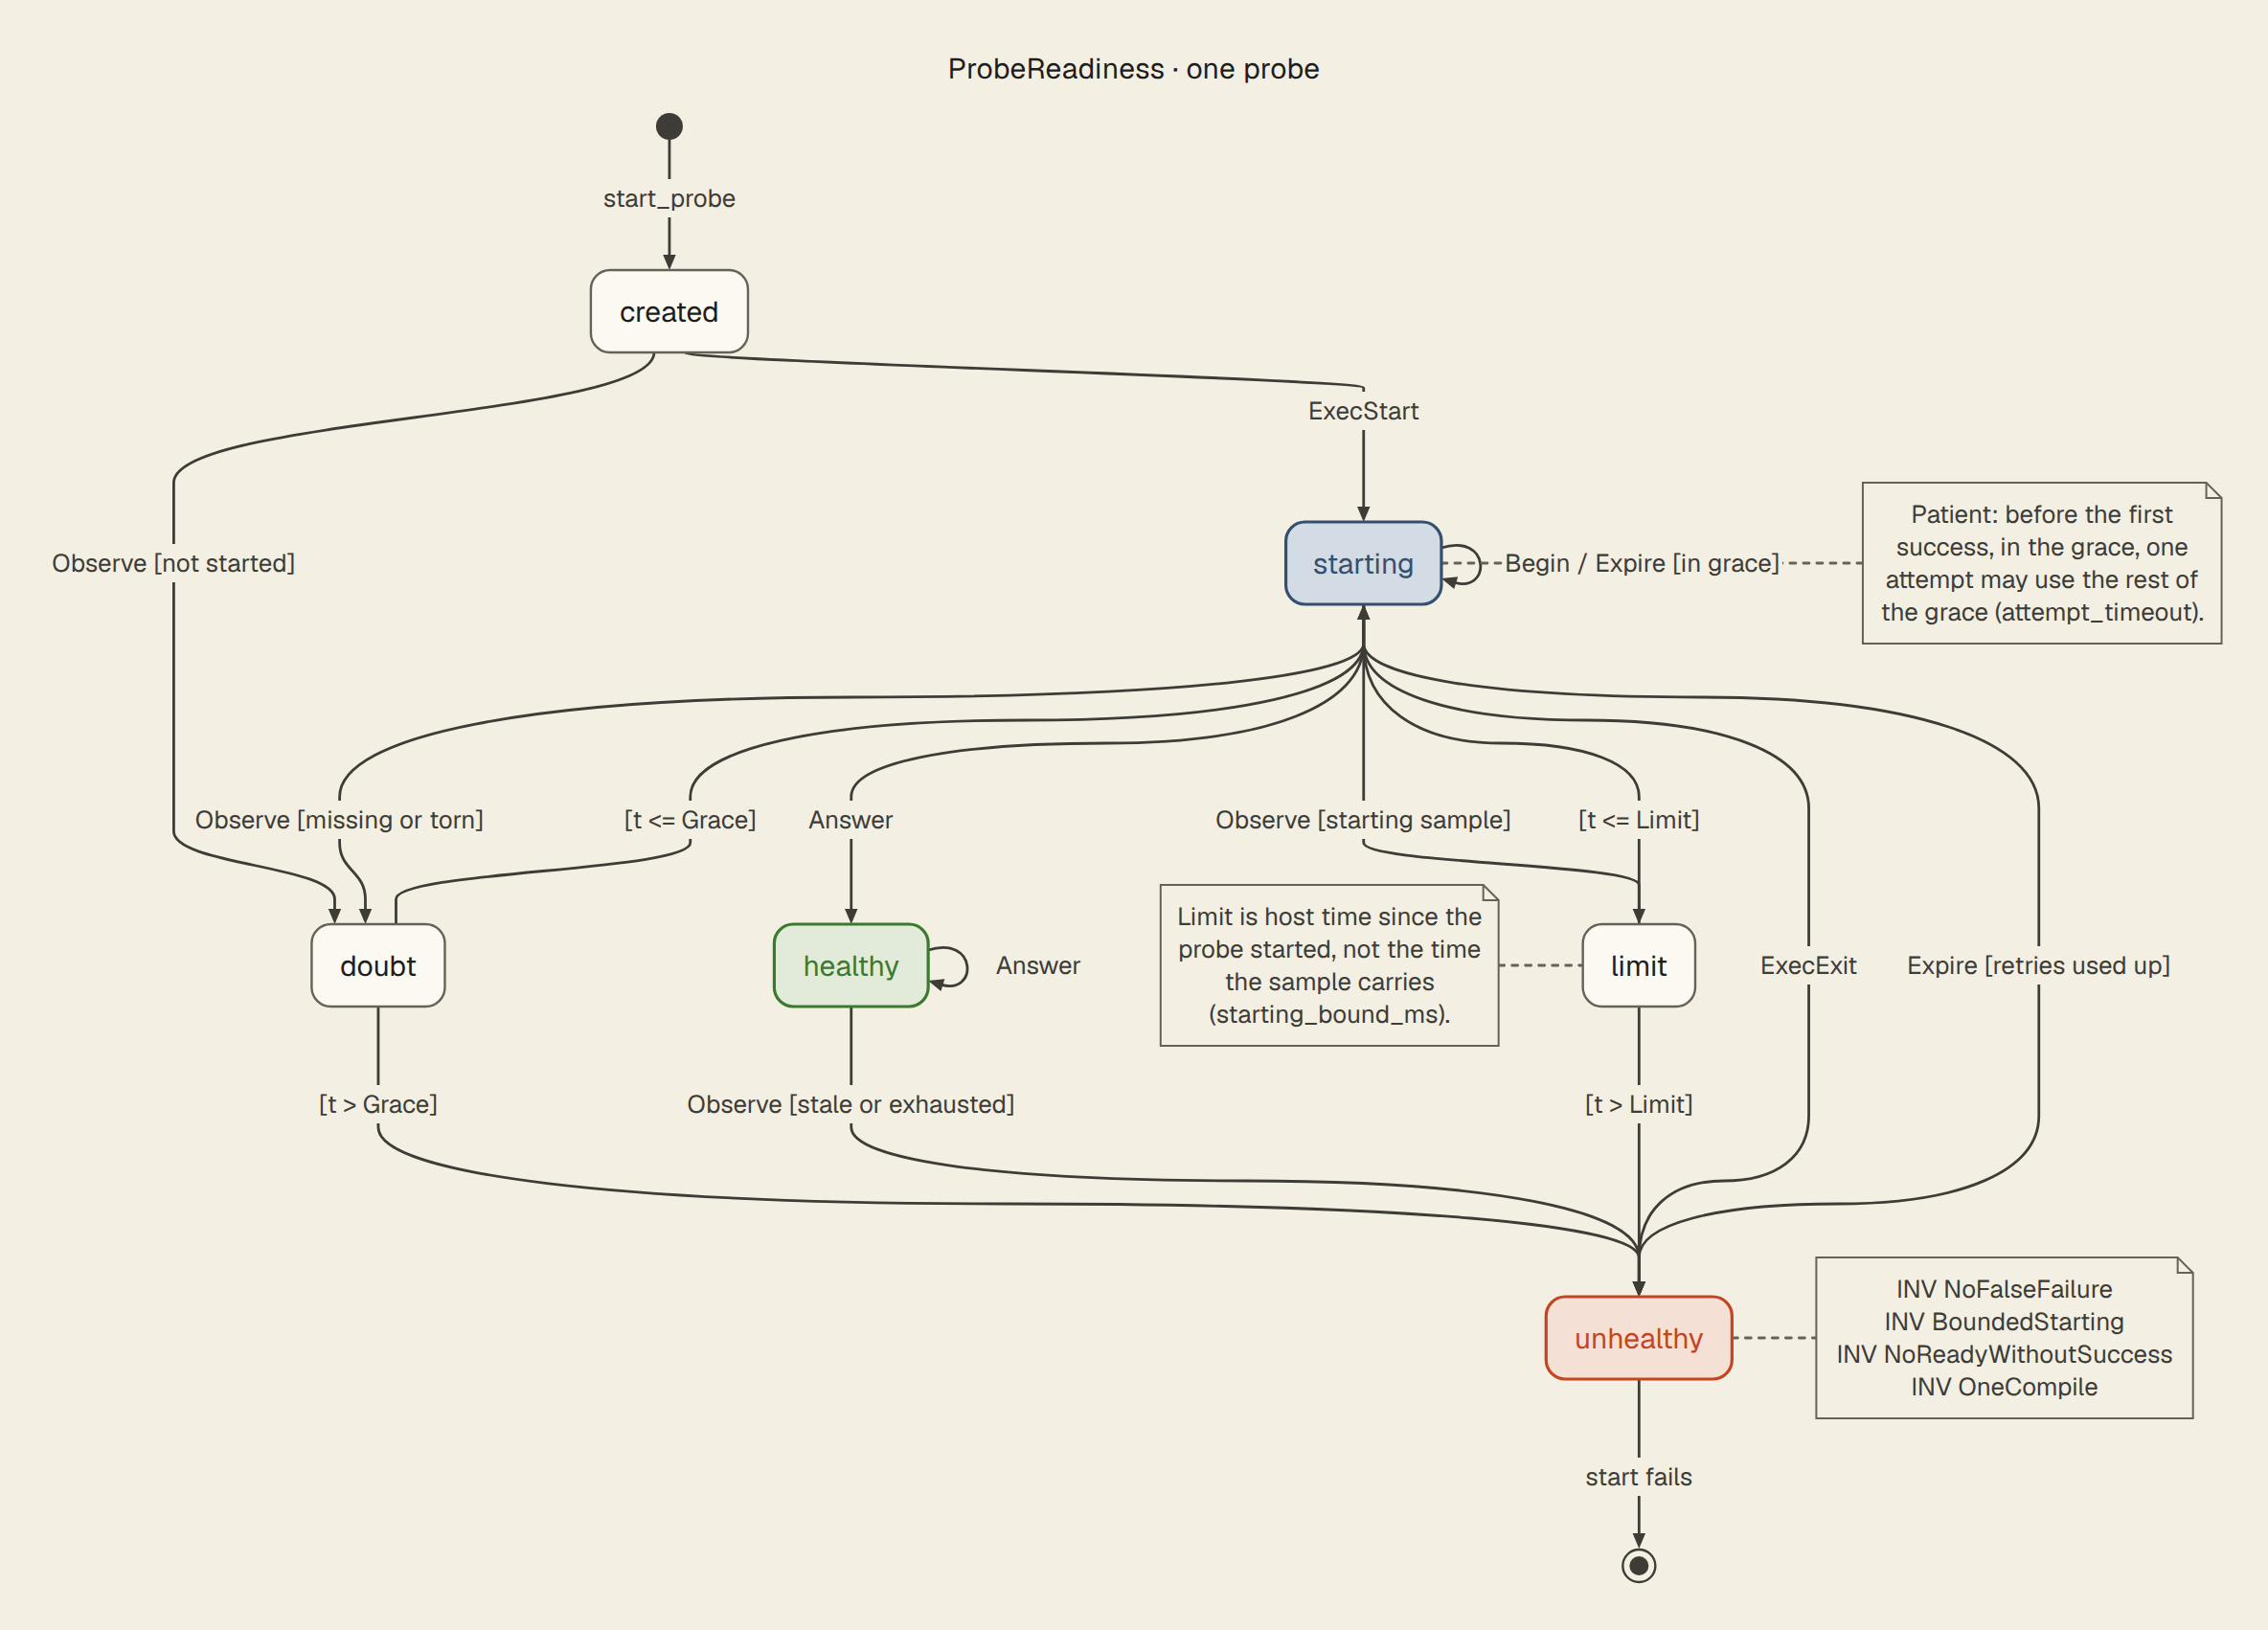 ProbeReadiness · one probe
start_probe
created
ExecStart
Observe [not started]
starting
Begin / Expire [in grace]
Patient: before the first
success, in the grace, one
attempt may use the rest of
the grace (attempt_timeout).
Observe [missing or torn]
[t <= Grace]
Answer
Observe [starting sample]
[t <= Limit]
doubt
healthy
Answer
Limit is host time since the
probe started, not the time
the sample carries
(starting_bound_ms).
limit
ExecExit
Expire [retries used up]
[t > Grace]
Observe [stale or exhausted]
[t > Limit]
unhealthy
INV NoFalseFailure
INV BoundedStarting
INV NoReadyWithoutSuccess
INV OneCompile
start fails